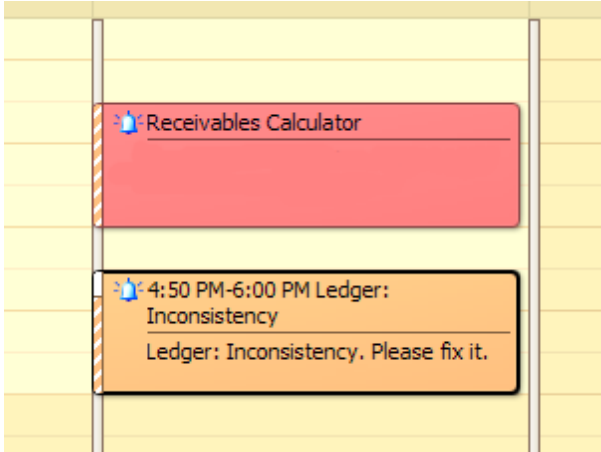 Receivables Calculator
4:50 PM-6:00 PM Ledger:
Inconsistency
Ledger: Inconsistency. Please fix it.